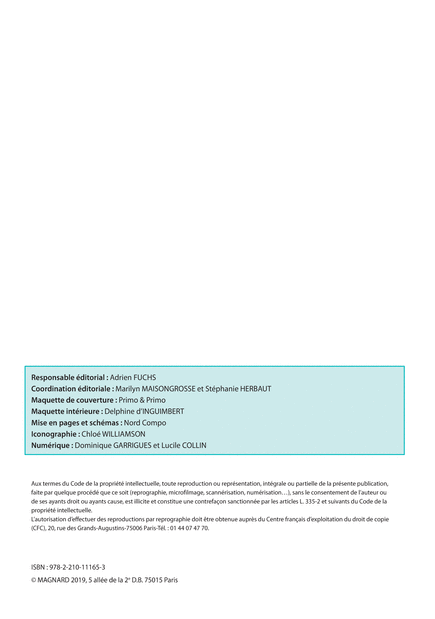 Responsable éditorial : Adrien FUCHS
Coordination éditoriale : Marilyn MAISONGROSSE et Stéphanie HERBAUT
Maquette de couverture : Primo & Primo
Maquette intérieure : Delphine d'INGUIMBERT
Mise en pages et schémas : Nord Compo
Iconographie : Chloé WILLIAMSON
Numérique : Dominique GARRIGUES et Lucile COLLIN
Aux termes du Code de la propriété intellectuelle, toute reproduction ou représentation, intégrale ou partielle de la présente publication,
faite par quelque procédé que ce soit (reprographie, microfilmage, scannérisation, numérisation…), sans le consentement de l'auteur ou
de ses ayants droit ou ayants cause, est illicite et constitue une contrefaçon sanctionnée par les articles L. 335-2 et suivants du Code de la
propriété intellectuelle.
L'autorisation d'effectuer des reproductions par reprographie doit être obtenue auprès du Centre français d'exploitation du droit de copie
(CFC), 20, rue des Grands-Augustins-75006 Paris-Tél. : 01 44 07 47 70.
ISBN : 978-2-210-11165-3
© MAGNARD 2019, 5 allée de la 2e D.B. 75015 Paris